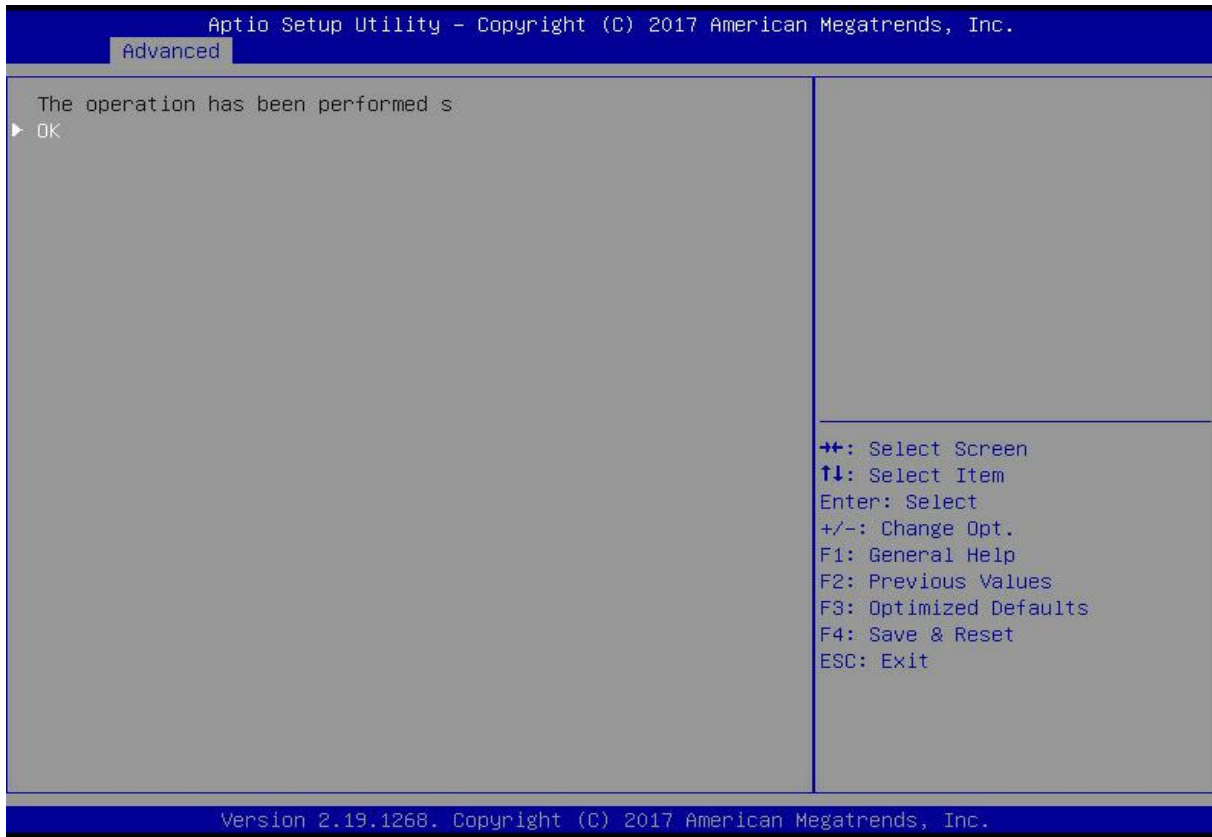 Aptio Setup Utility – Copyright (C) 2017 American Megatrends, Inc.
Advanced
The operation has been performed s
▶ OK
→←: Select Screen
↑↓: Select Item
Enter: Select
+/-: Change Opt.
F1: General Help
F2: Previous Values
F3: Optimized Defaults
F4: Save & Reset
ESC: Exit
Version 2.19.1268. Copyright (C) 2017 American Megatrends, Inc.